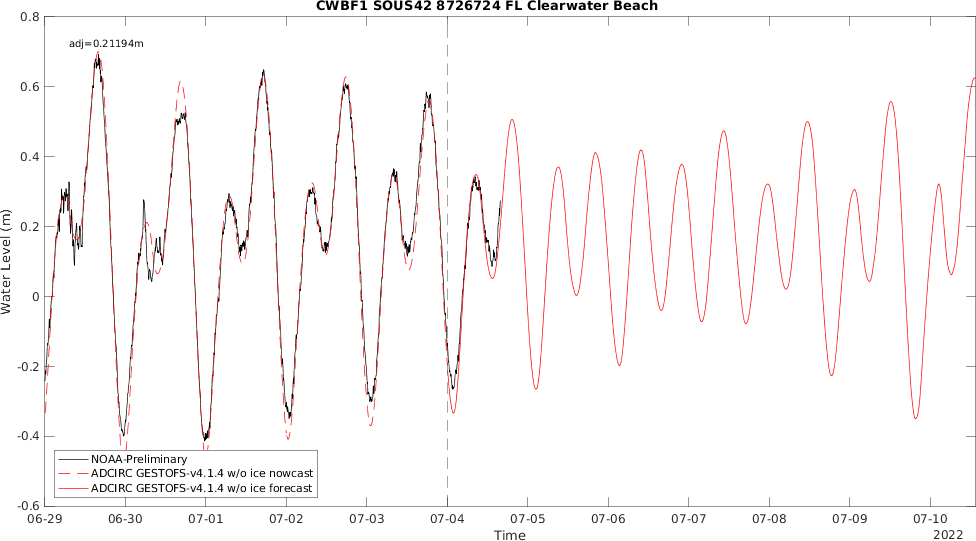 CWBF1 SOUS42 8726724 FL Clearwater Beach
adj=0.21194m
0.8
0.6
0.4
0.2
0
-0.2
-0.4
-0.6
Water Level (m)
NOAA-Preliminary
ADCIRC GESTOFS-v4.1.4 w/o ice nowcast
ADCIRC GESTOFS-v4.1.4 w/o ice forecast
06-29 06-30 07-01 07-02 07-03 07-04 07-05 07-06 07-07 07-08 07-09 07-10
Time
2022